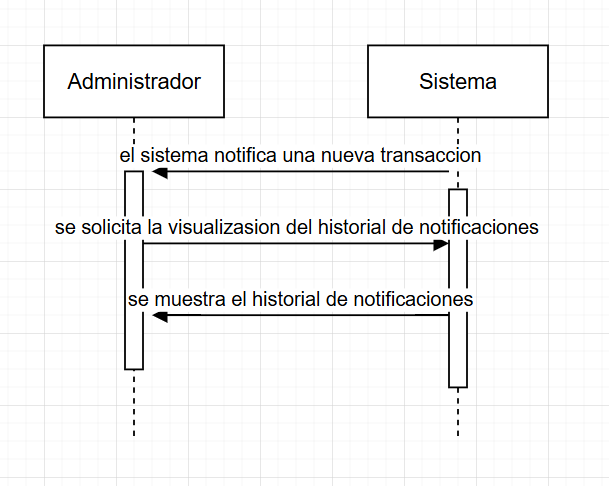 Administrador
Sistema
el sistema notifica una nueva transaccion
se solicita la visualizasion del historial de notificaciones
se muestra el historial de notificaciones